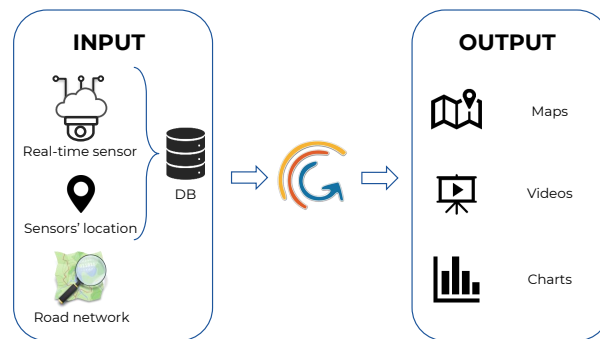 INPUT
Real-time sensor
DB
Sensors' location
Road network
OUTPUT
Maps
Videos
Charts